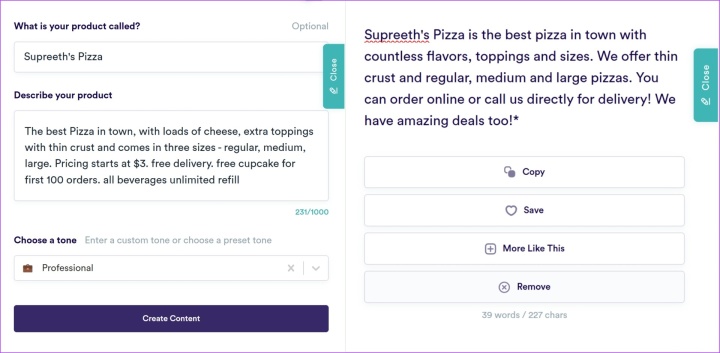 What is your product called?
Optional
Supreeth's Pizza
Close
Describe your product
The best Pizza in town, with loads of cheese, extra toppings
with thin crust and comes in three sizes - regular, medium,
large. Pricing starts at $3. free delivery. free cupcake for
first 100 orders. all beverages unlimited refill
231/1000
Choose a tone
Enter a custom tone or choose a preset tone
Professional
Create Content
Supreeth's Pizza is the best pizza in town with
countless flavors, toppings and sizes. We offer thin
crust and regular, medium and large pizzas. You
can order online or call us directly for delivery! We
have amazing deals too!*
Close
Copy
Save
More Like This
Remove
39 words / 227 chars